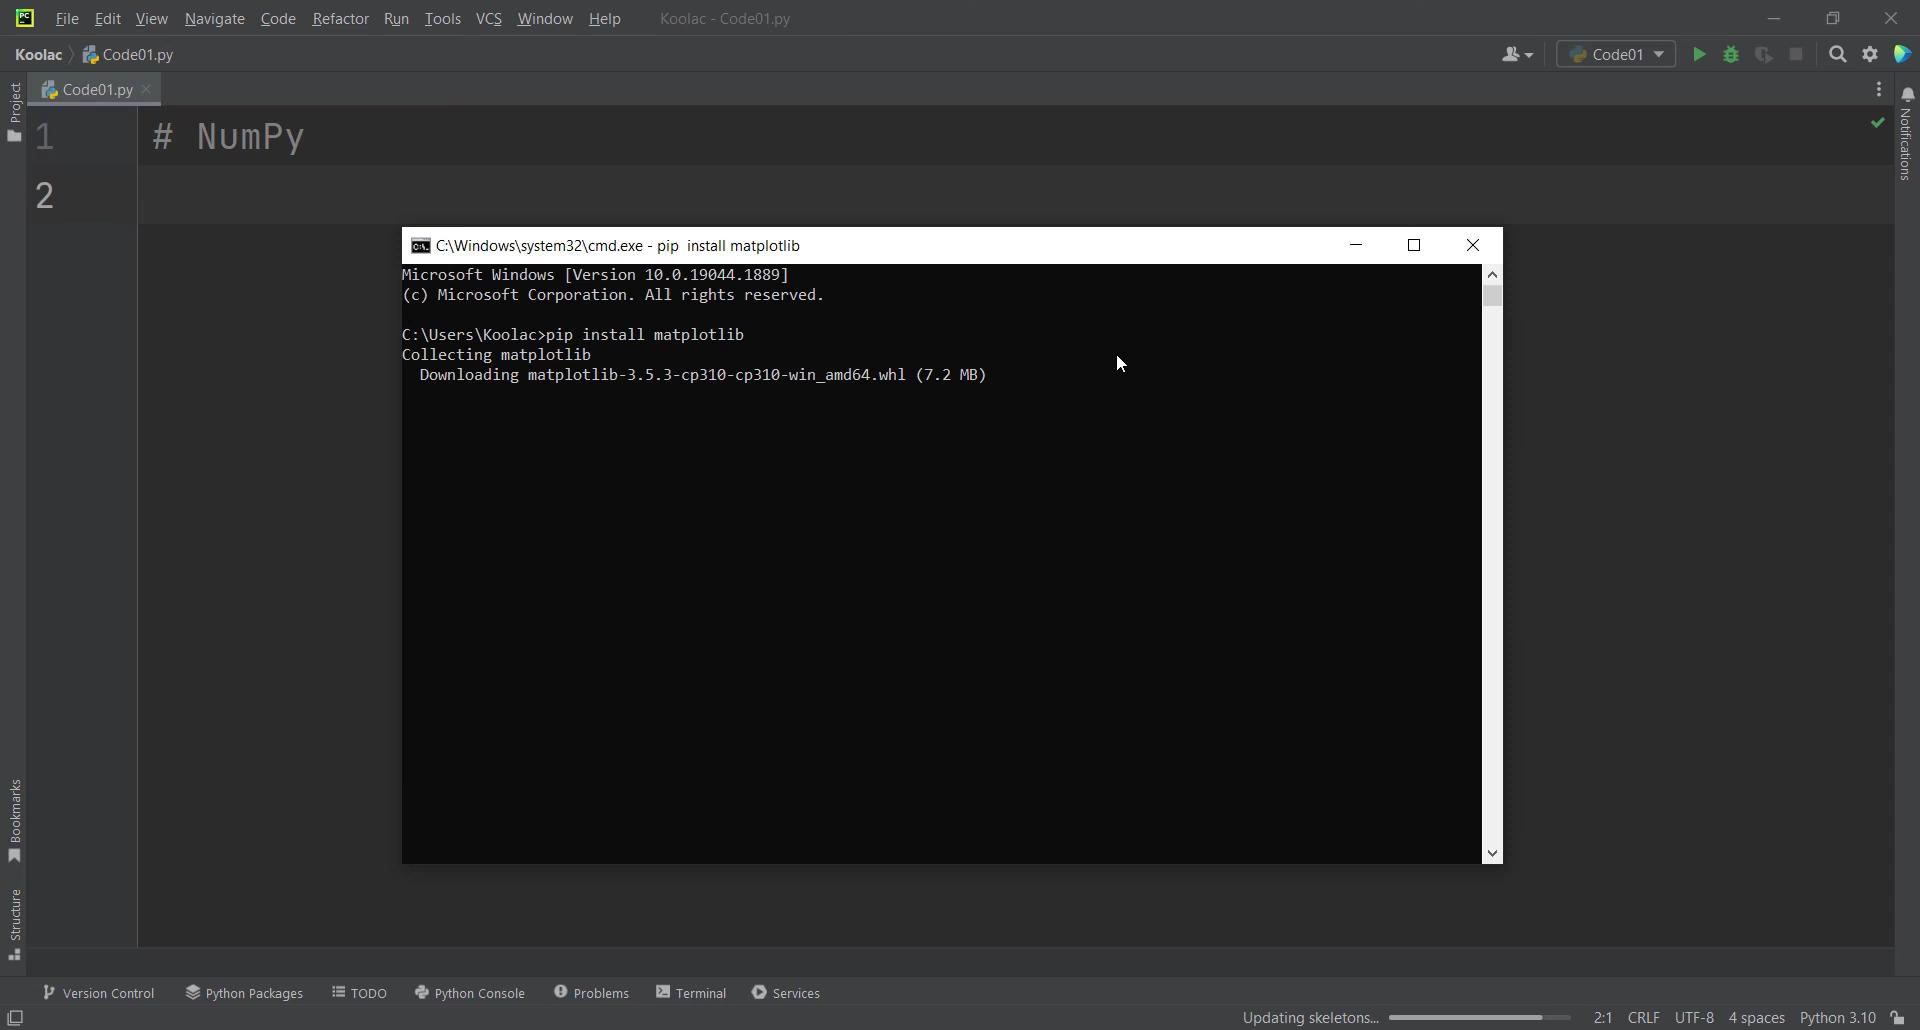 File Edit View Navigate Code Refactor Run Tools VCS Window Help Koolac - Code01.py
Koolac Code01.py Code01
Code01.py
Project
Notifications
1 # NumPy
2
C:\Windows\system32\cmd.exe - pip  install matplotlib
Microsoft Windows [Version 10.0.19044.1889]
(c) Microsoft Corporation. All rights reserved.
C:\Users\Koolac>pip install matplotlib
Collecting matplotlib
Downloading matplotlib-3.5.3-cp310-cp310-win_amd64.whl (7.2 MB)
Bookmarks
Structure
Version Control Python Packages TODO Python Console Problems Terminal Services
Updating skeletons... 2:1 CRLF UTF-8 4 spaces Python 3.10